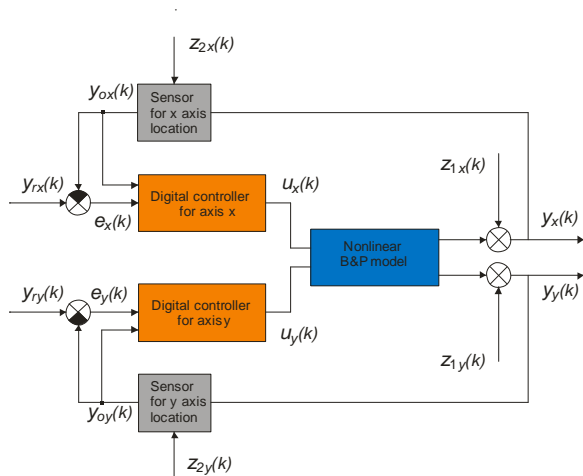 z2x(k)
yox(k)
Sensor
for x axis
location
z1x(k)
yrx(k)
Digital controller
for axis x
ux(k)
ex(k)
yx(k)
Nonlinear
B&P model
yry(k)
ey(k)
Digital controller
for axisy
uy(k)
yy(k)
z1y(k)
yoy(k)
Sensor
for y axis
location
z2y(k)